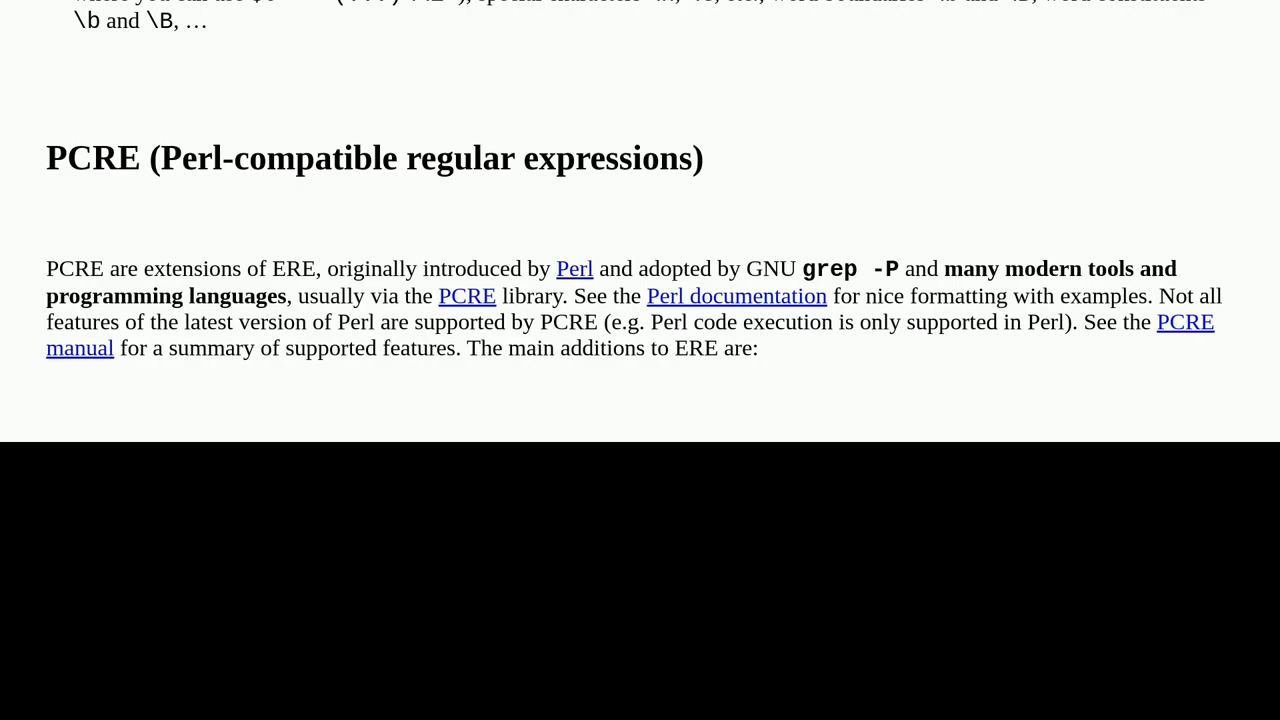 \b and \B, …
PCRE (Perl-compatible regular expressions)
PCRE are extensions of ERE, originally introduced by Perl and adopted by GNU grep -P and many modern tools and
programming languages, usually via the PCRE library. See the Perl documentation for nice formatting with examples. Not all
features of the latest version of Perl are supported by PCRE (e.g. Perl code execution is only supported in Perl). See the PCRE
manual for a summary of supported features. The main additions to ERE are: